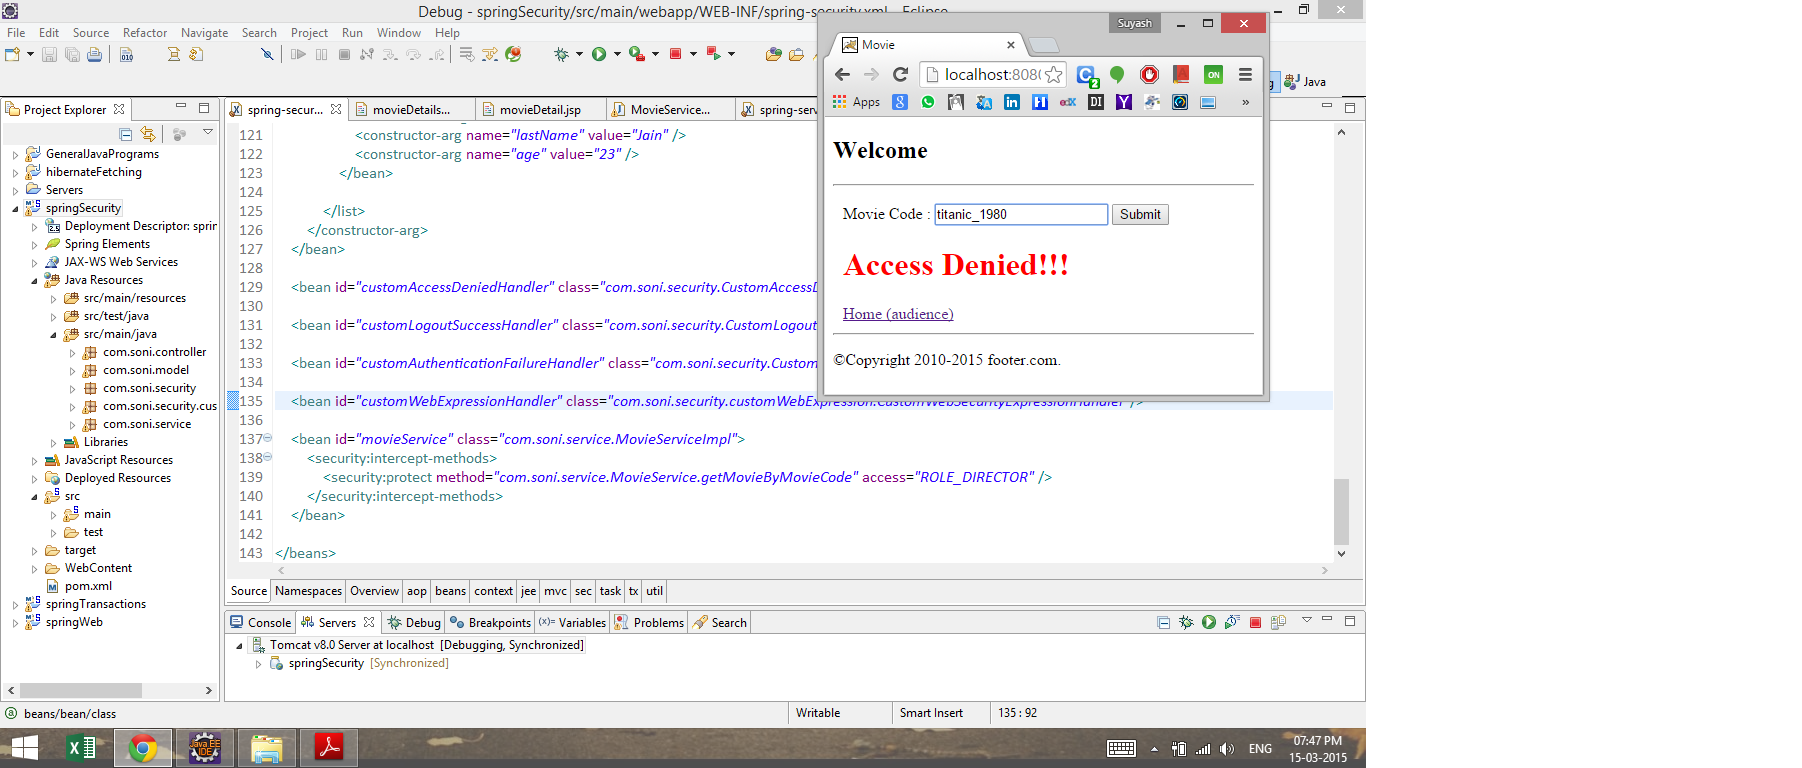 Debug - springSecurity/src/main/webapp/WEB-INF/spring-security.xml - Eclipse
File Edit Source Refactor Navigate Search Project Run Window Help
Java
Project Explorer
GeneralJavaPrograms
hibernateFetching
Servers
springSecurity
Deployment Descriptor: sprin
Spring Elements
JAX-WS Web Services
Java Resources
src/main/resources
src/test/java
src/main/java
com.soni.controller
com.soni.model
com.soni.security
com.soni.security.cus
com.soni.service
Libraries
JavaScript Resources
Deployed Resources
src
main
test
target
WebContent
pom.xml
springTransactions
springWeb
spring-secur... movieDetails... movieDetail.jsp MovieService... spring-serv
121 <constructor-arg name="lastName" value="Jain" />
122 <constructor-arg name="age" value="23" />
123 </bean>
124
125 </list>
126 </constructor-arg>
127 </bean>
128
129 <bean id="customAccessDeniedHandler" class="com.soni.security.CustomAccessD
130
131 <bean id="customLogoutSuccessHandler" class="com.soni.security.CustomLogout
132
133 <bean id="customAuthenticationFailureHandler" class="com.soni.security.Custom
134
135 <bean id="customWebExpressionHandler" class="com.soni.security.customWebExpression.CustomWebSecurityExpressionHandler" />
136
137 <bean id="movieService" class="com.soni.service.MovieServiceImpl">
138 <security:intercept-methods>
139 <security:protect method="com.soni.service.MovieService.getMovieByMovieCode" access="ROLE_DIRECTOR" />
140 </security:intercept-methods>
141 </bean>
142
143 </beans>
Source Namespaces Overview aop beans context jee mvc sec task tx util
Suyash
Movie
localhost:808
ON
Apps
edX
DI
Welcome
Movie Code : titanic_1980 Submit
Access Denied!!!
Home (audience)
©Copyright 2010-2015 footer.com.
Console Servers Debug Breakpoints (x)= Variables Problems Search
Tomcat v8.0 Server at localhost [Debugging, Synchronized]
springSecurity [Synchronized]
beans/bean/class
Writable
Smart Insert
135 : 92
Java EE
IDE
ENG
07:47 PM
15-03-2015